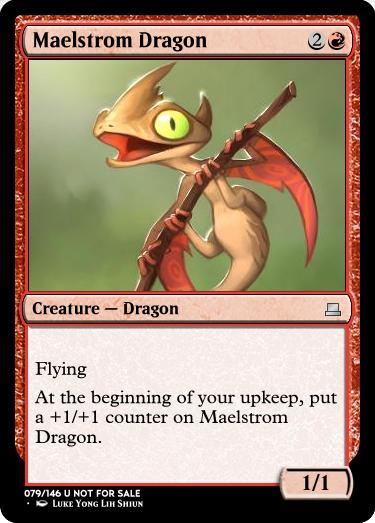 Maelstrom Dragon 2
Creature — Dragon
Flying
At the beginning of your upkeep, put
a +1/+1 counter on Maelstrom
Dragon.
1/1
079/146 U NOT FOR SALE
· Luke Yong Lih Shiun